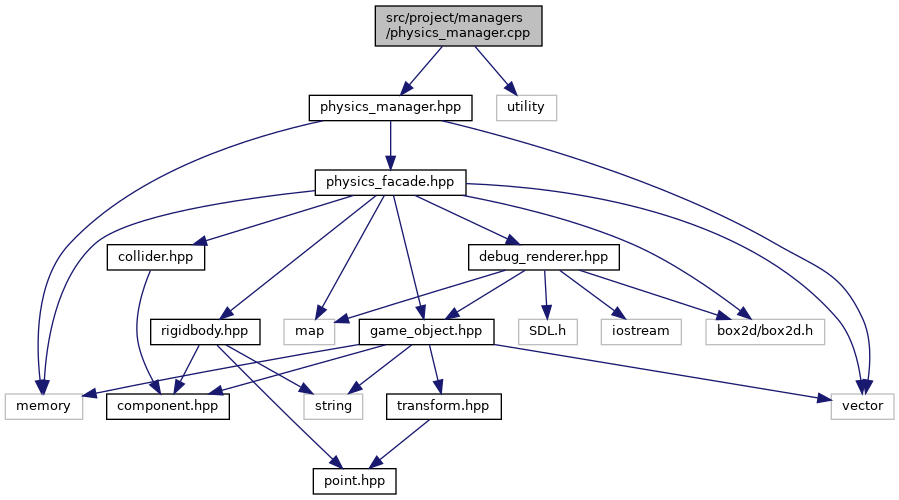 src/project/managers
/physics_manager.cpp
physics_manager.hpp
utility
physics_facade.hpp
collider.hpp
debug_renderer.hpp
rigidbody.hpp
map
game_object.hpp
SDL.h
iostream
box2d/box2d.h
memory
component.hpp
string
transform.hpp
vector
point.hpp